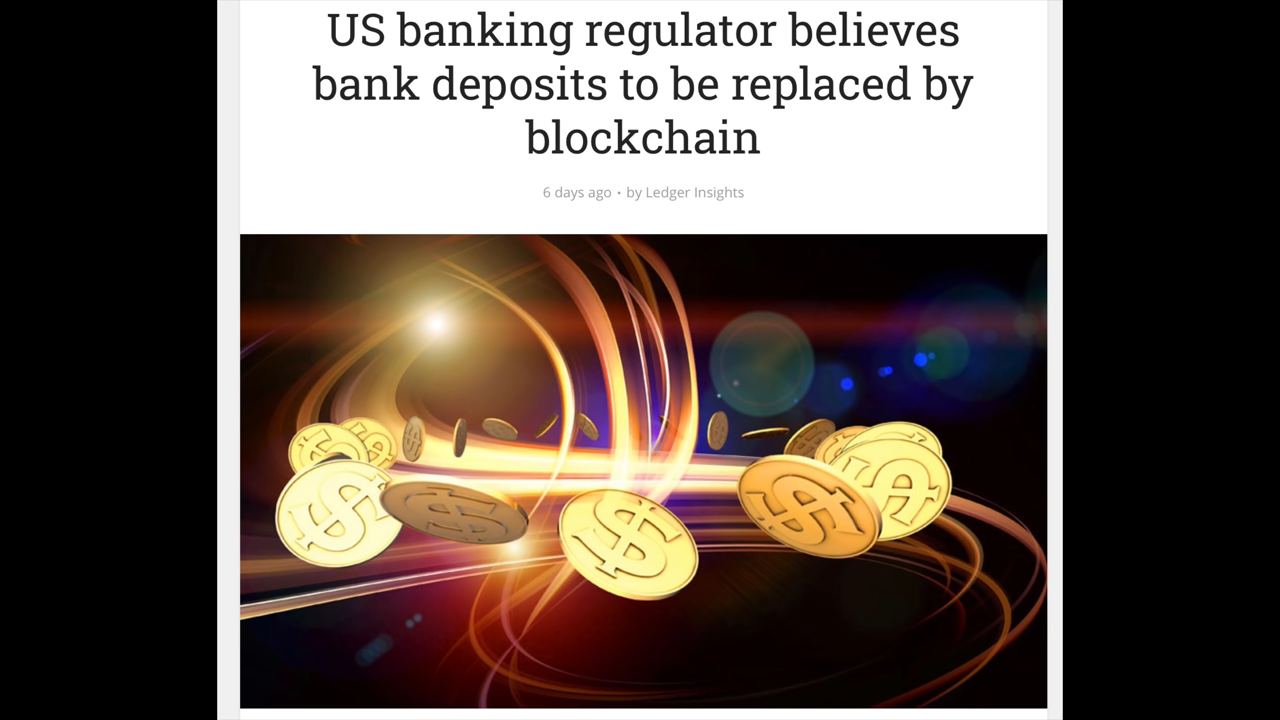 US banking regulator believes
bank deposits to be replaced by
blockchain
6 days ago • by Ledger Insights